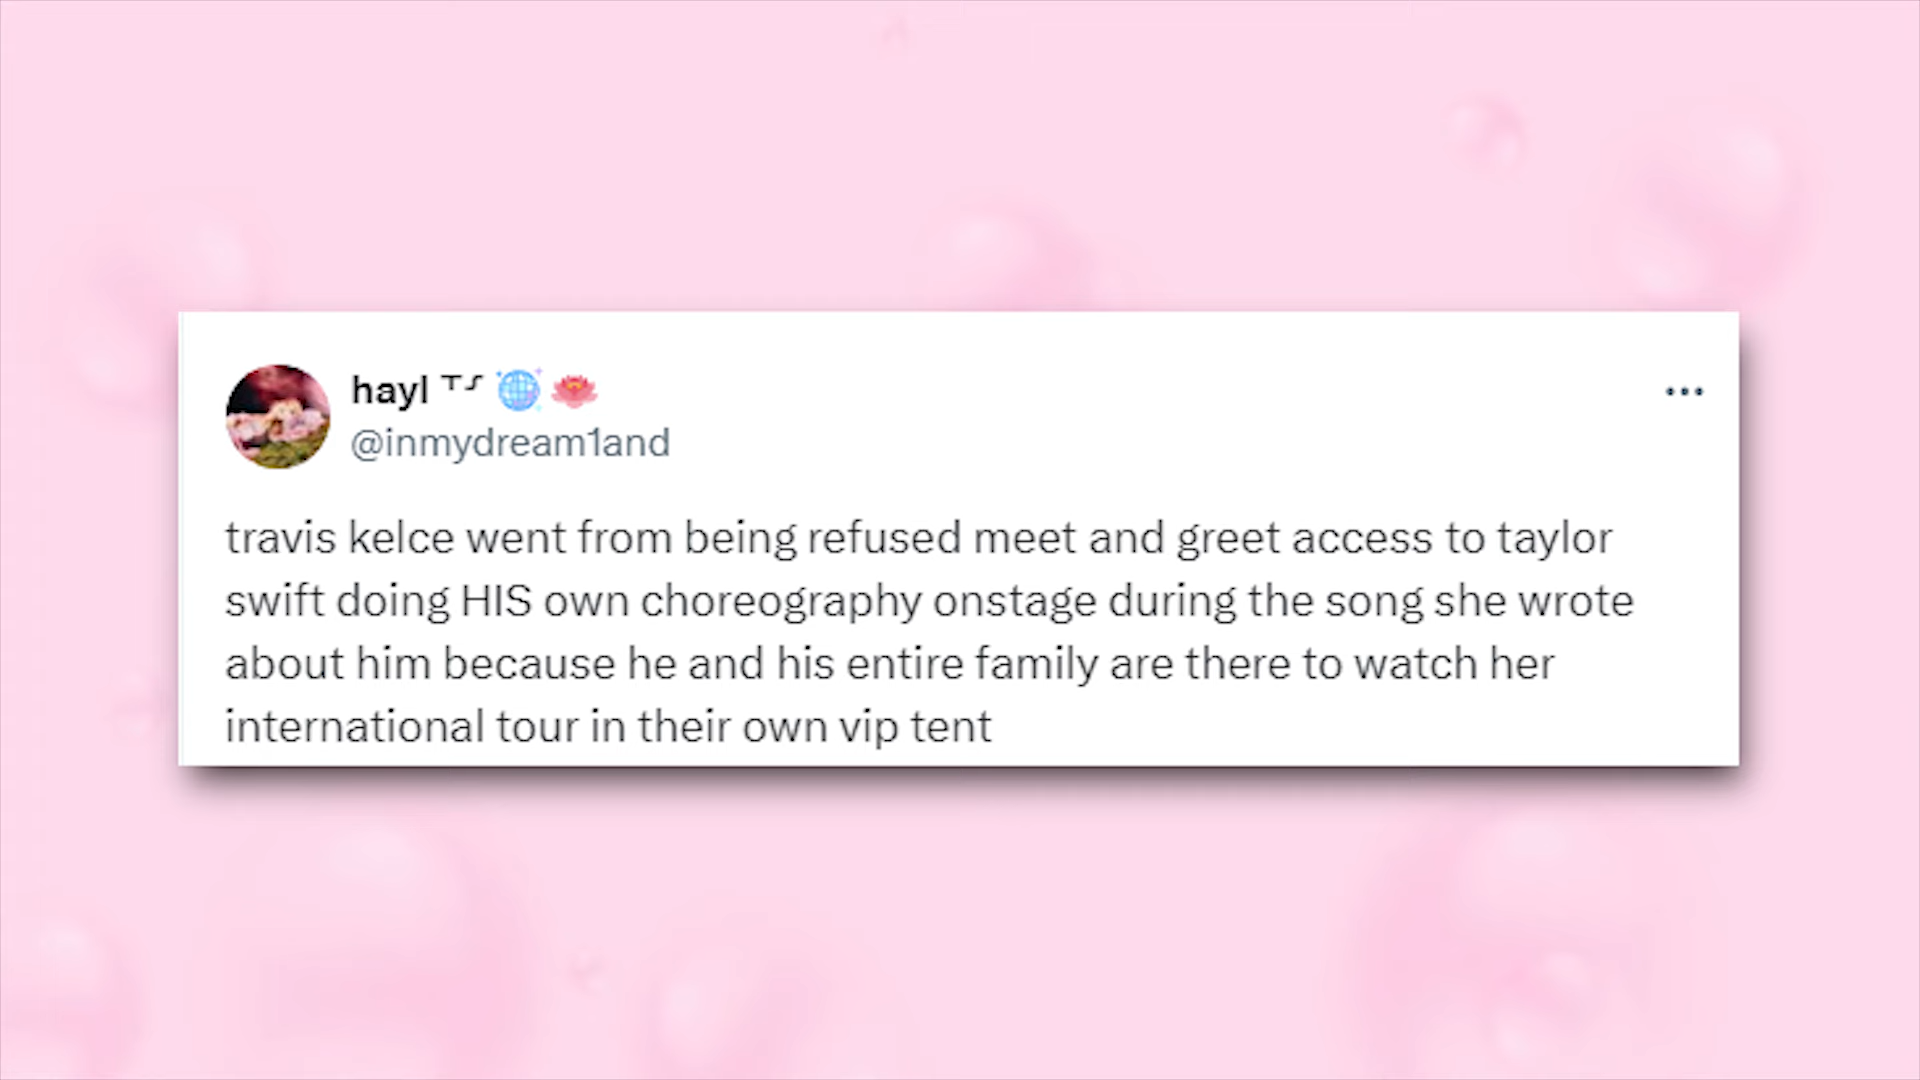 hayl ᵀᔆ 🪩🪷
@inmydream1and
travis kelce went from being refused meet and greet access to taylor
swift doing HIS own choreography onstage during the song she wrote
about him because he and his entire family are there to watch her
international tour in their own vip tent